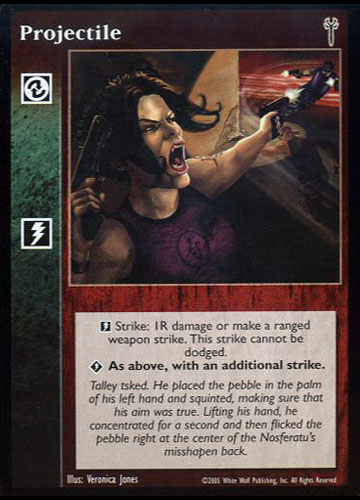 Projectile
Strike: 1R damage or make a ranged
weapon strike. This strike cannot be
dodged.
As above, with an additional strike.
Talley tsked. He placed the pebble in the palm
of his left hand and squinted, making sure that
his aim was true. Lifting his hand, he
concentrated for a second and then flicked the
pebble right at the center of the Nosferatu's
misshapen back.
Illus: Veronica Jones
©2005 White Wolf Publishing, Inc. All Rights Reserved